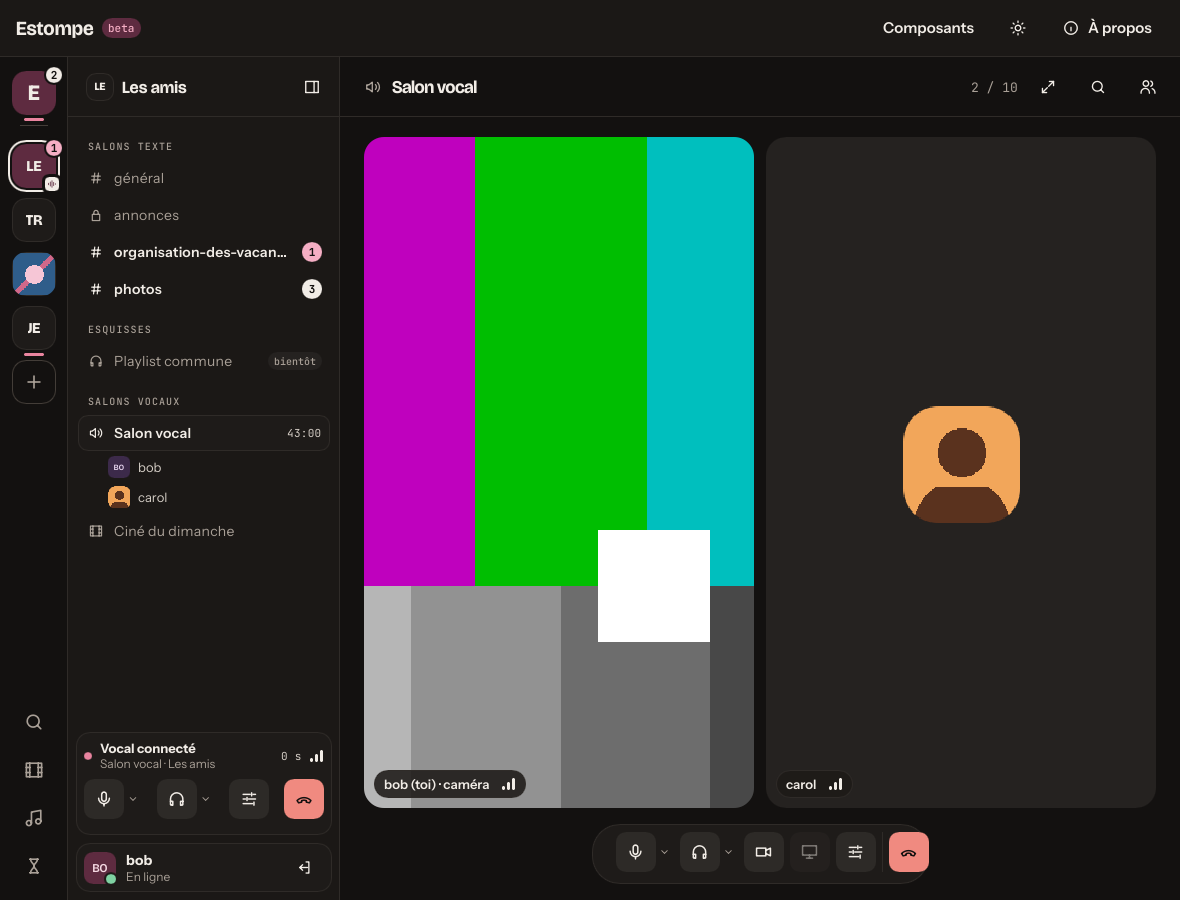 Estompe beta
Composants
À propos
E 2
LE 1
TR
JE
LE Les amis
SALONS TEXTE
# général
annonces
# organisation-des-vacan… 1
# photos 3
ESQUISSES
Playlist commune bientôt
SALONS VOCAUX
Salon vocal 43:00
BO bob
carol
Ciné du dimanche
Vocal connecté
Salon vocal · Les amis
0 s
BO bob
En ligne
Salon vocal
2 / 10
bob (toi) · caméra
carol